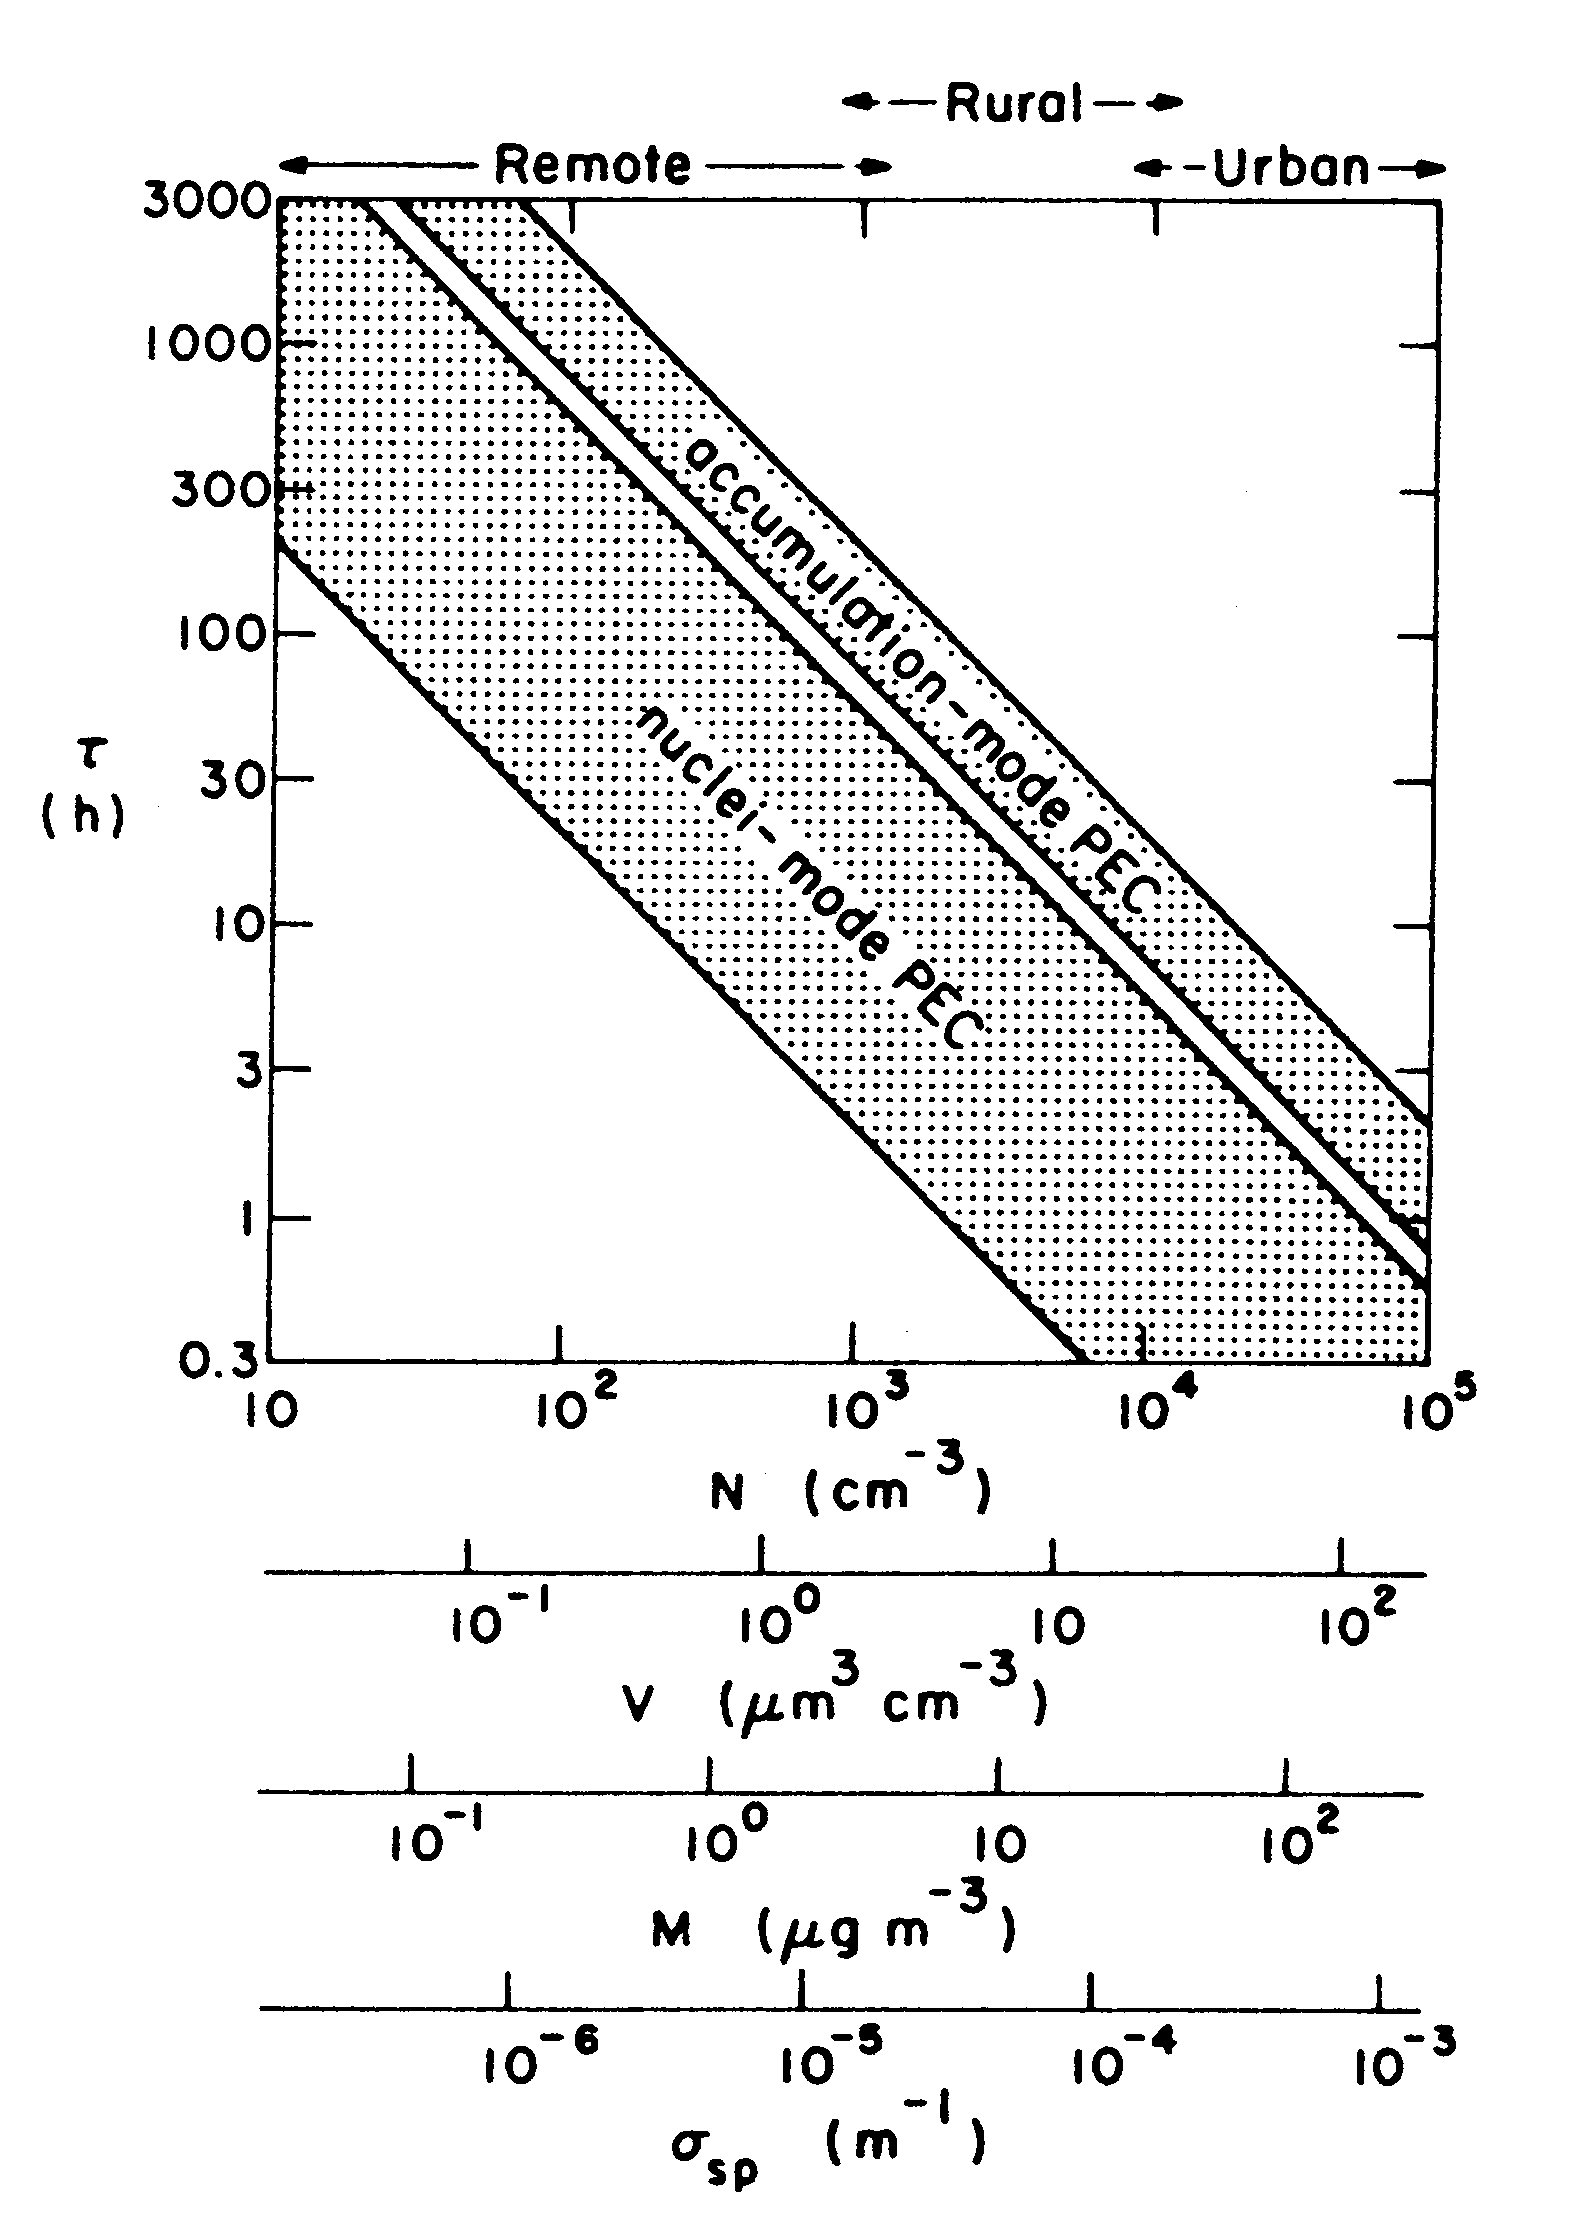 Rural
Remote
Urban
3000
1000
300
100
30
10
3
1
0.3
τ
(h)
accumulation-mode PEC
nuclei-mode PEC
10 10² 10³ 10⁴ 10⁵
N (cm⁻³)
10⁻¹ 10⁰ 10 10²
V (μm³ cm⁻³)
10⁻¹ 10⁰ 10 10²
M (μg m⁻³)
10⁻⁶ 10⁻⁵ 10⁻⁴ 10⁻³
σsp (m⁻¹)